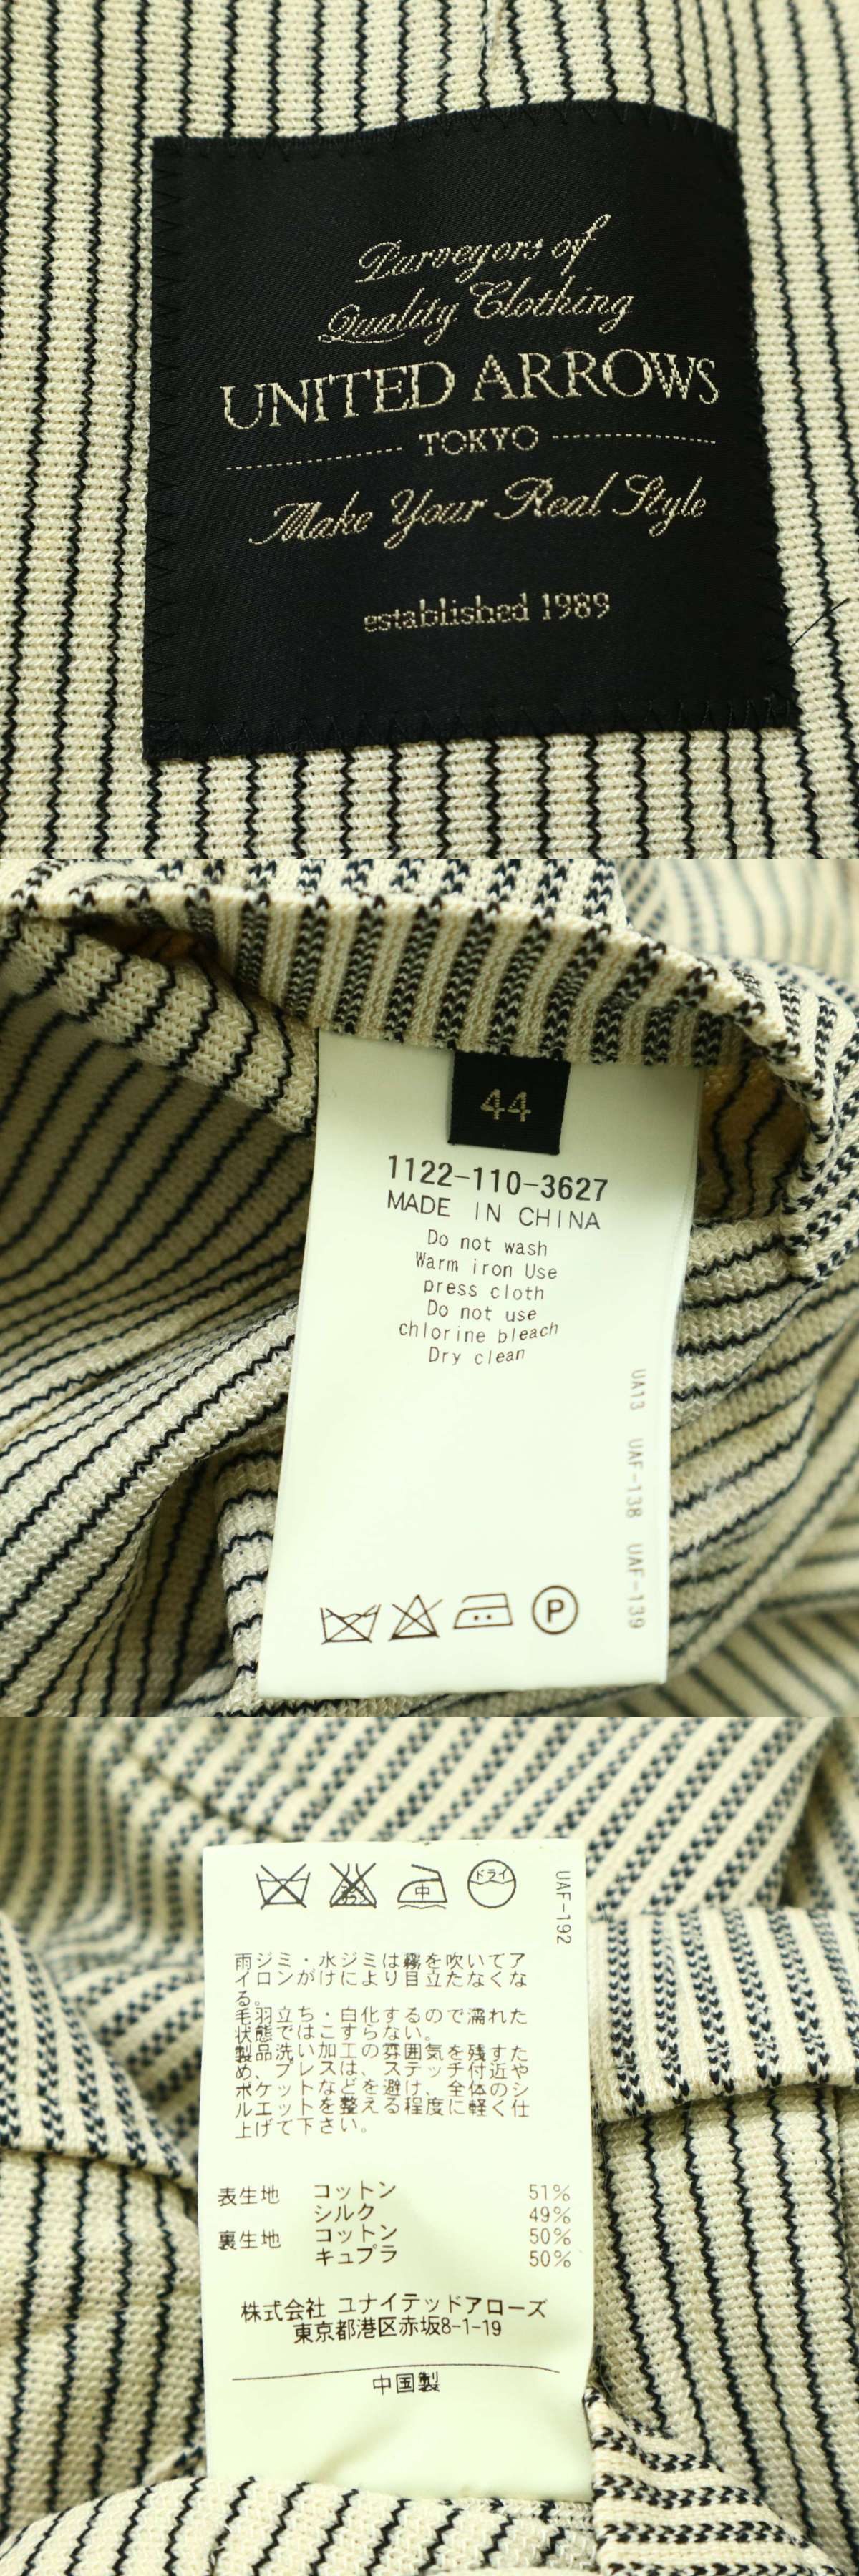 Purveyors of
Quality Clothing
UNITED ARROWS
TOKYO
Make Your Real Style
established 1989
44
1122-110-3627
MADE IN CHINA
Do not wash
Warm iron Use
press cloth
Do not use
chlorine bleach
Dry clean
UA13 UAF-138 UAF-139
P
中
ドライ
UAF-192
雨ジミ・水ジミは霧を吹いてア
イロンがけにより目立たなくな
る。
毛羽立ち・白化するので濡れた
状態ではこすらない。
製品洗い加工の雰囲気を残すた
め、プレスは、ステッチ付近や
ポケットなどを避け、全体のシ
ルエットを整える程度に軽く仕
上げて下さい。
表生地 コットン 51%
シルク 49%
裏生地 コットン 50%
キュプラ 50%
株式会社 ユナイテッドアローズ
東京都港区赤坂8-1-19
中国製